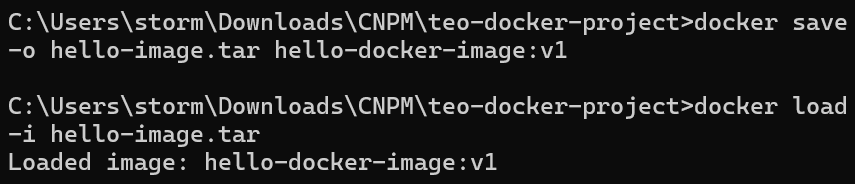 C:\Users\storm\Downloads\CNPM\teo-docker-project>docker save
-o hello-image.tar hello-docker-image:v1
C:\Users\storm\Downloads\CNPM\teo-docker-project>docker load
-i hello-image.tar
Loaded image: hello-docker-image:v1